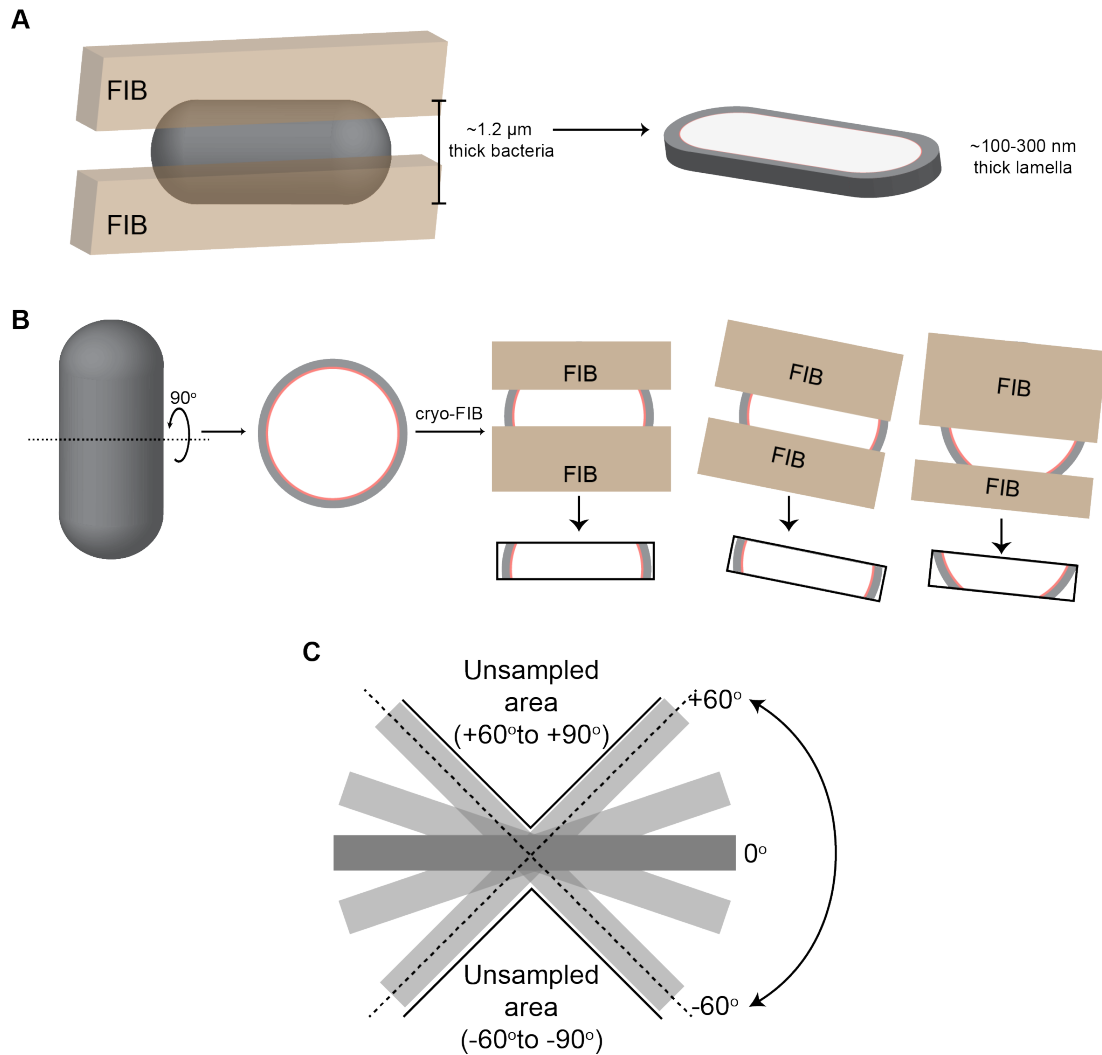 A
FIB
FIB
~1.2 µm
thick bacteria
~100-300 nm
thick lamella
B
90°
cryo-FIB
FIB
FIB
FIB
FIB
FIB
FIB
C
Unsampled
area
(+60°to +90°)
+60°
0°
-60°
Unsampled
area
(-60°to -90°)